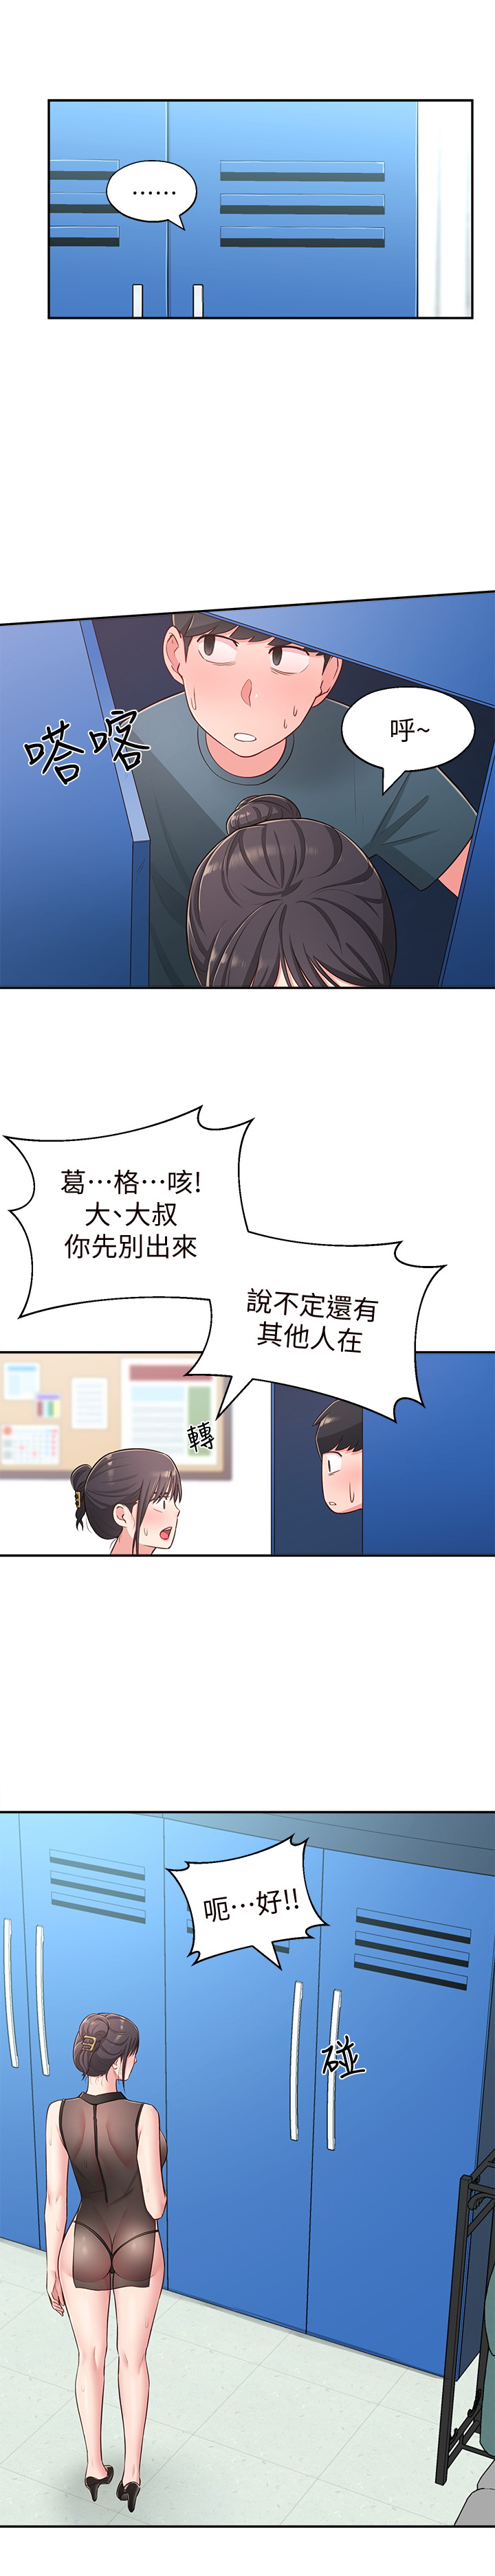 ……
喀
嗒
呼~
葛…格…咳!
大、大叔
你先別出來
說不定還有
其他人在
轉
呃…好!!
碰